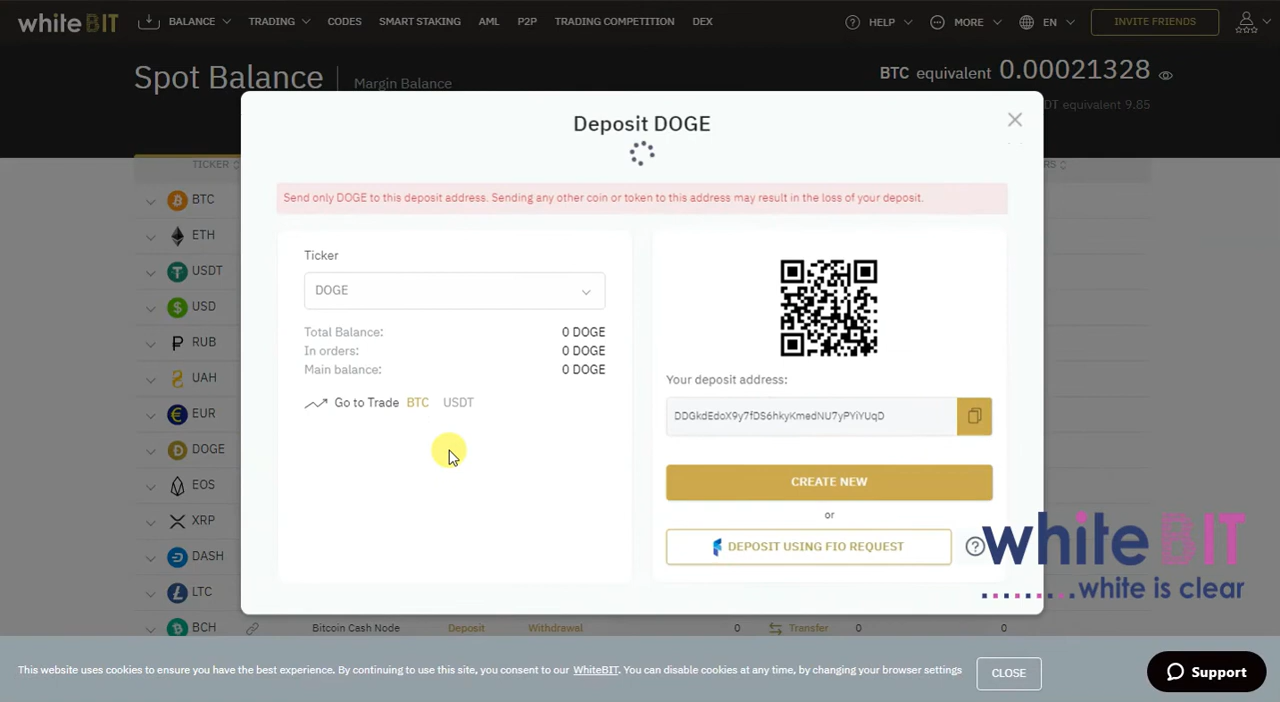 whiteBIT
BALANCE
TRADING
CODES
SMART STAKING
AML
P2P
TRADING COMPETITION
DEX
HELP
MORE
EN
INVITE FRIENDS
Spot Balance
Margin Balance
BTC equivalent 0.00021328
DT equivalent 9.85
Deposit DOGE
TICKER
RS
Send only DOGE to this deposit address. Sending any other coin or token to this address may result in the loss of your deposit.
BTC
ETH
USDT
USD
RUB
UAH
EUR
DOGE
EOS
XRP
DASH
LTC
BCH
Bitcoin Cash Node
Deposit
Withdrawal
0
Transfer
0
0
Ticker
DOGE
Total Balance: 0 DOGE
In orders: 0 DOGE
Main balance: 0 DOGE
Go to Trade BTC USDT
Your deposit address:
DDGkdEdoX9y7fDS6hkyKmedNU7yPYiYUqD
CREATE NEW
or
DEPOSIT USING FIO REQUEST
whiteBIT
white is clear
This website uses cookies to ensure you have the best experience. By continuing to use this site, you consent to our WhiteBIT. You can disable cookies at any time, by changing your browser settings
CLOSE
Support